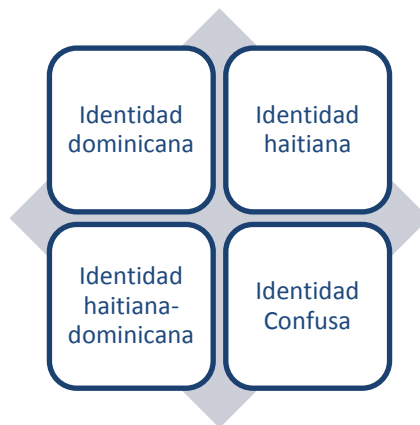 Identidad
dominicana
Identidad
haitiana
Identidad
haitiana-
dominicana
Identidad
Confusa